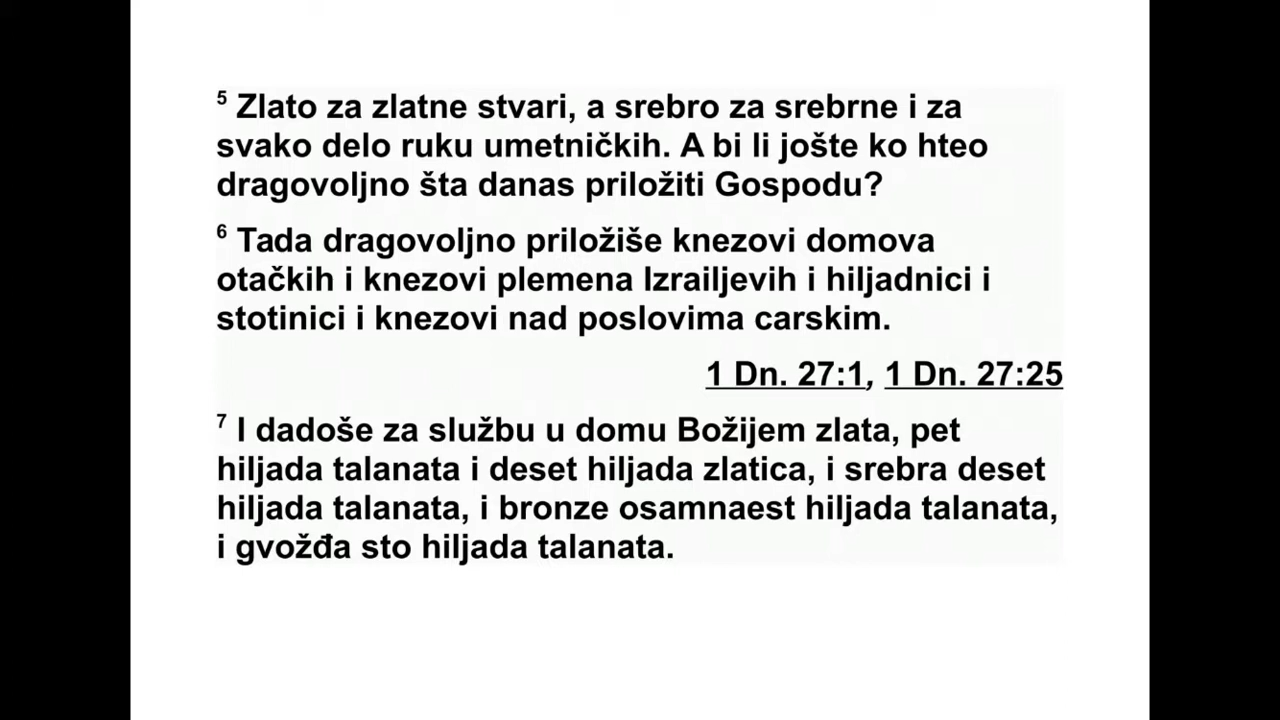 5 Zlato za zlatne stvari, a srebro za srebrne i za
svako delo ruku umetničkih. A bi li jošte ko hteo
dragovoljno šta danas priložiti Gospodu?
6 Tada dragovoljno priložiše knezovi domova
otačkih i knezovi plemena Izrailjevih i hiljadnici i
stotinici i knezovi nad poslovima carskim.
1 Dn. 27:1, 1 Dn. 27:25
7 I dadoše za službu u domu Božijem zlata, pet
hiljada talanata i deset hiljada zlatica, i srebra deset
hiljada talanata, i bronze osamnaest hiljada talanata,
i gvožđa sto hiljada talanata.